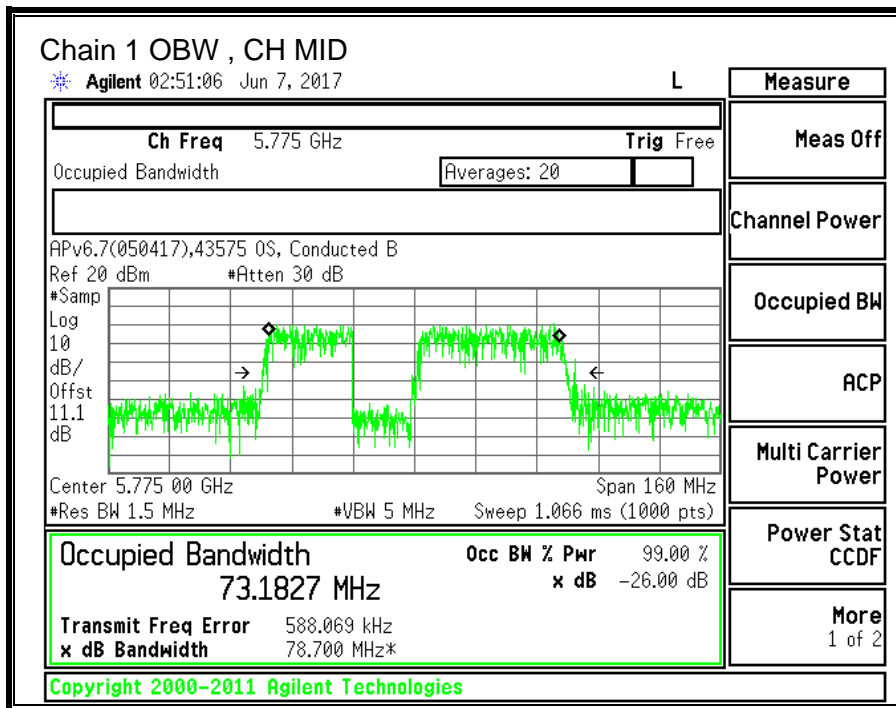 Chain 1 OBW , CH MID
Agilent 02:51:06 Jun 7, 2017 L
Measure
Ch Freq 5.775 GHz Trig Free
Meas Off
Occupied Bandwidth Averages: 20
Channel Power
APv6.7(050417),43575 OS, Conducted B
Ref 20 dBm #Atten 30 dB
#Samp
Occupied BW
Log
10
dB/
ACP
Offst
11.1
dB
Multi Carrier
Power
Center 5.775 00 GHz Span 160 MHz
#Res BW 1.5 MHz #VBW 5 MHz Sweep 1.066 ms (1000 pts)
Power Stat
CCDF
Occupied Bandwidth Occ BW % Pwr 99.00 %
73.1827 MHz x dB -26.00 dB
Transmit Freq Error 588.069 kHz
x dB Bandwidth 78.700 MHz*
More
1 of 2
Copyright 2000-2011 Agilent Technologies